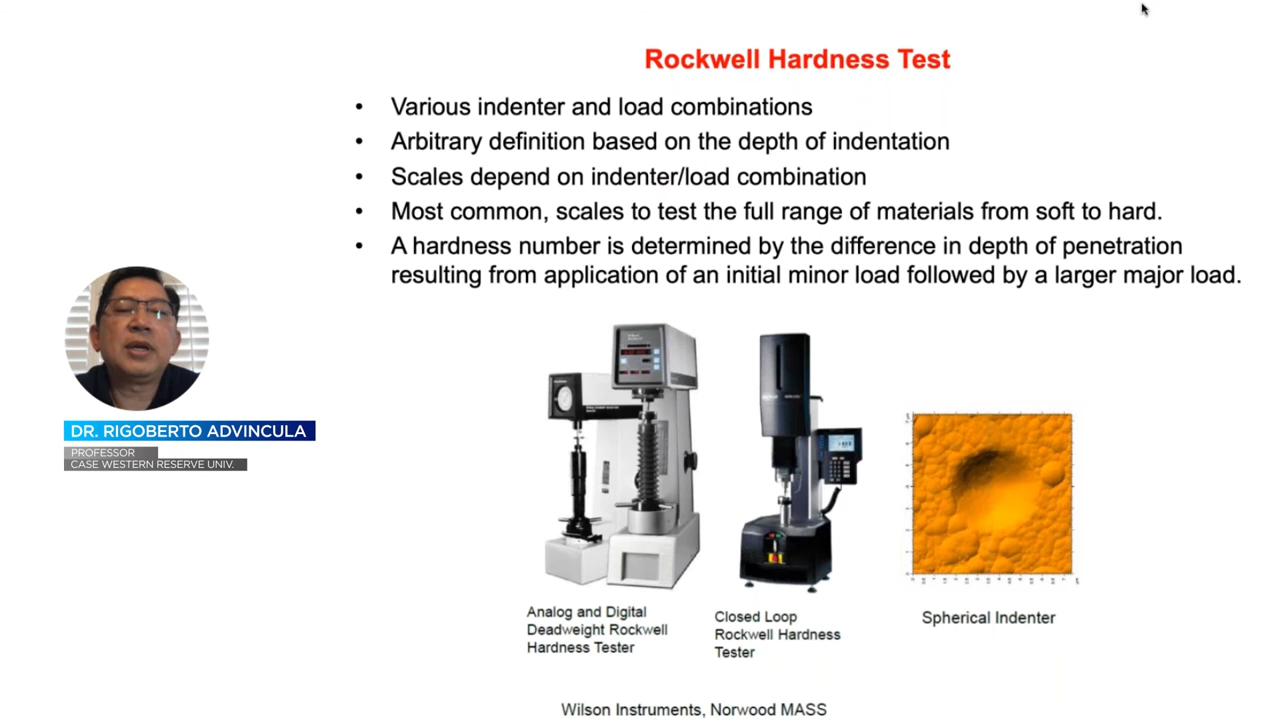 Rockwell Hardness Test
• Various indenter and load combinations
• Arbitrary definition based on the depth of indentation
• Scales depend on indenter/load combination
• Most common, scales to test the full range of materials from soft to hard.
• A hardness number is determined by the difference in depth of penetration
resulting from application of an initial minor load followed by a larger major load.
DR. RIGOBERTO ADVINCULA
PROFESSOR
CASE WESTERN RESERVE UNIV.
Analog and Digital
Deadweight Rockwell
Hardness Tester
Closed Loop
Rockwell Hardness
Tester
Spherical Indenter
Wilson Instruments, Norwood MASS